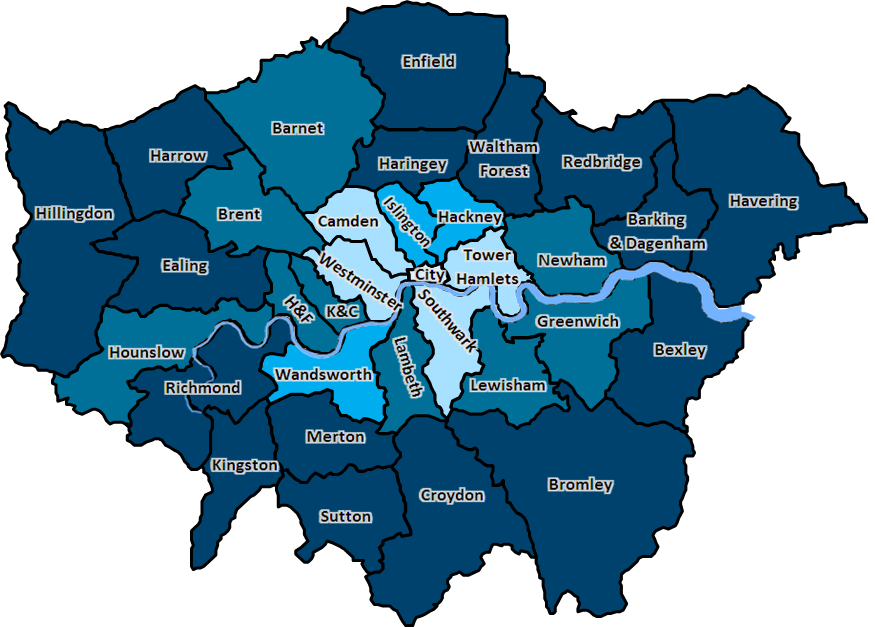 Enfield
Barnet
Waltham
Forest
Harrow
Haringey
Redbridge
Havering
Hillingdon
Brent
Camden
Islington
Hackney
Barking
& Dagenham
Ealing
Westminster
City
Tower
Hamlets
Newham
H&F
K&C
Southwark
Greenwich
Hounslow
Lambeth
Bexley
Richmond
Wandsworth
Lewisham
Merton
Kingston
Croydon
Bromley
Sutton